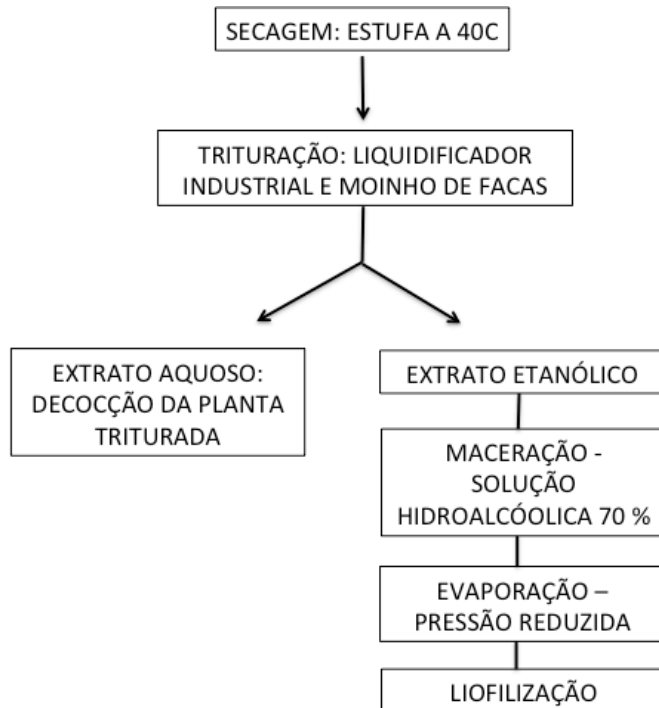 SECAGEM: ESTUFA A 40C
TRITURAÇÃO: LIQUIDIFICADOR
INDUSTRIAL E MOINHO DE FACAS
EXTRATO AQUOSO:
DECOCÇÃO DA PLANTA
TRITURADA
EXTRATO ETANÓLICO
MACERAÇÃO -
SOLUÇÃO
HIDROALCÓOLICA 70 %
EVAPORAÇÃO –
PRESSÃO REDUZIDA
LIOFILIZAÇÃO